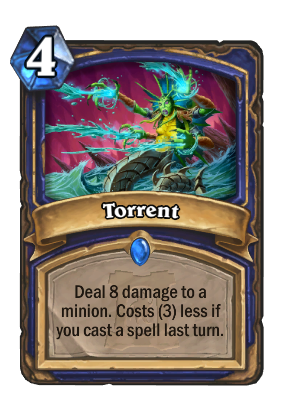 4
Torrent
Deal 8 damage to a
minion. Costs (3) less if
you cast a spell last turn.